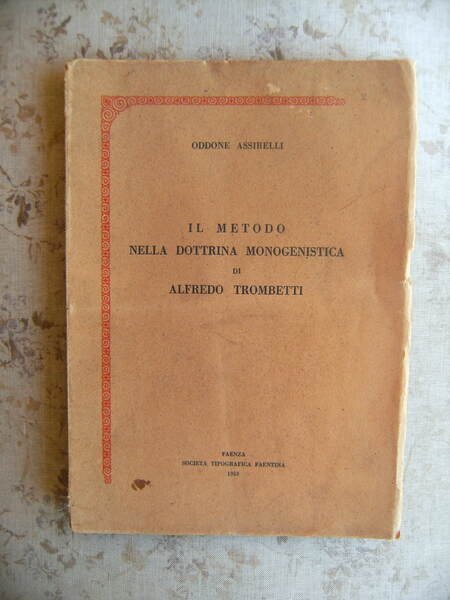 ODDONE ASSIRELLI
IL METODO
NELLA DOTTRINA MONOGENISTICA
DI
ALFREDO TROMBETTI
FAENZA
SOCIETÀ TIPOGRAFICA FAENTINA